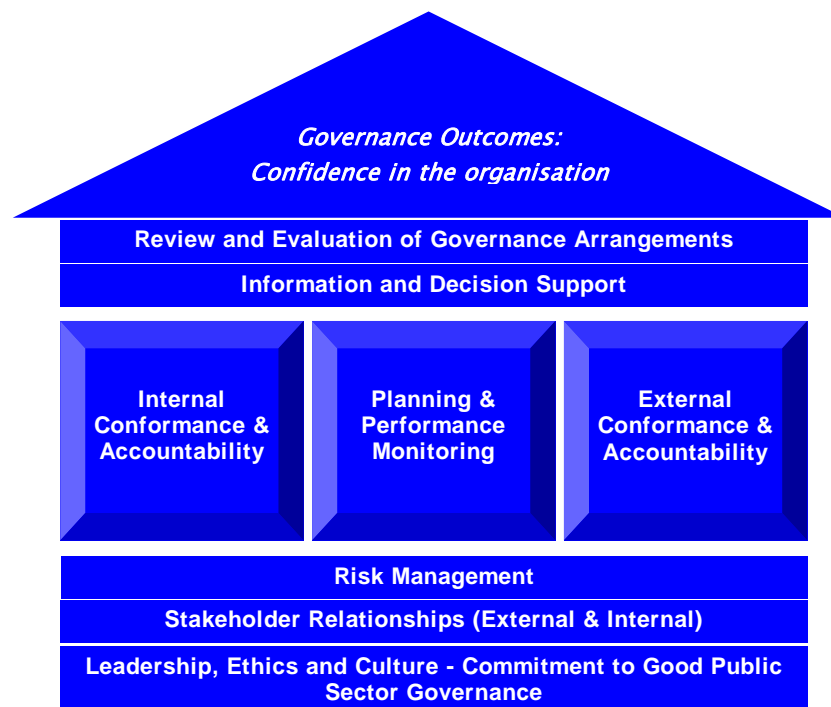 Governance Outcomes:
Confidence in the organisation
Review and Evaluation of Governance Arrangements
Information and Decision Support
Internal
Conformance &
Accountability
Planning &
Performance
Monitoring
External
Conformance &
Accountability
Risk Management
Stakeholder Relationships (External & Internal)
Leadership, Ethics and Culture - Commitment to Good Public
Sector Governance